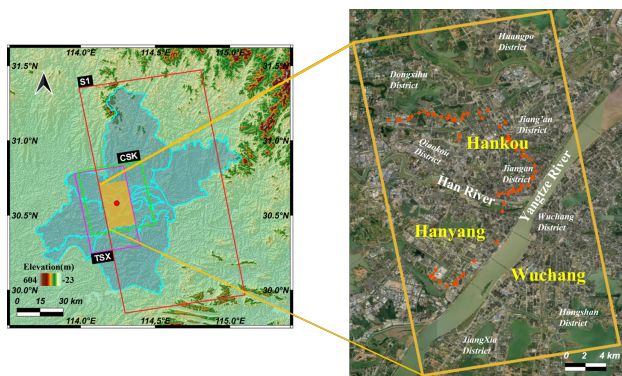 114.0°E
114.5°E
115.0°E
31.5°N
31.5°N
S1
31.0°N
31.0°N
CSK
30.5°N
30.5°N
TSX
Elevation(m)
604
-23
30.0°N
30.0°N
0 15 30 km
114.0°E
114.5°E
115.0°E
Huangpo
District
Dongxihu
District
Jiang'an
District
Qiaokou
District
Hankou
Jiangan
District
Han River
Yangtze River
Wuchang
District
Hanyang
Wuchang
Hongshan
District
JiangXia
District
0 2 4 km